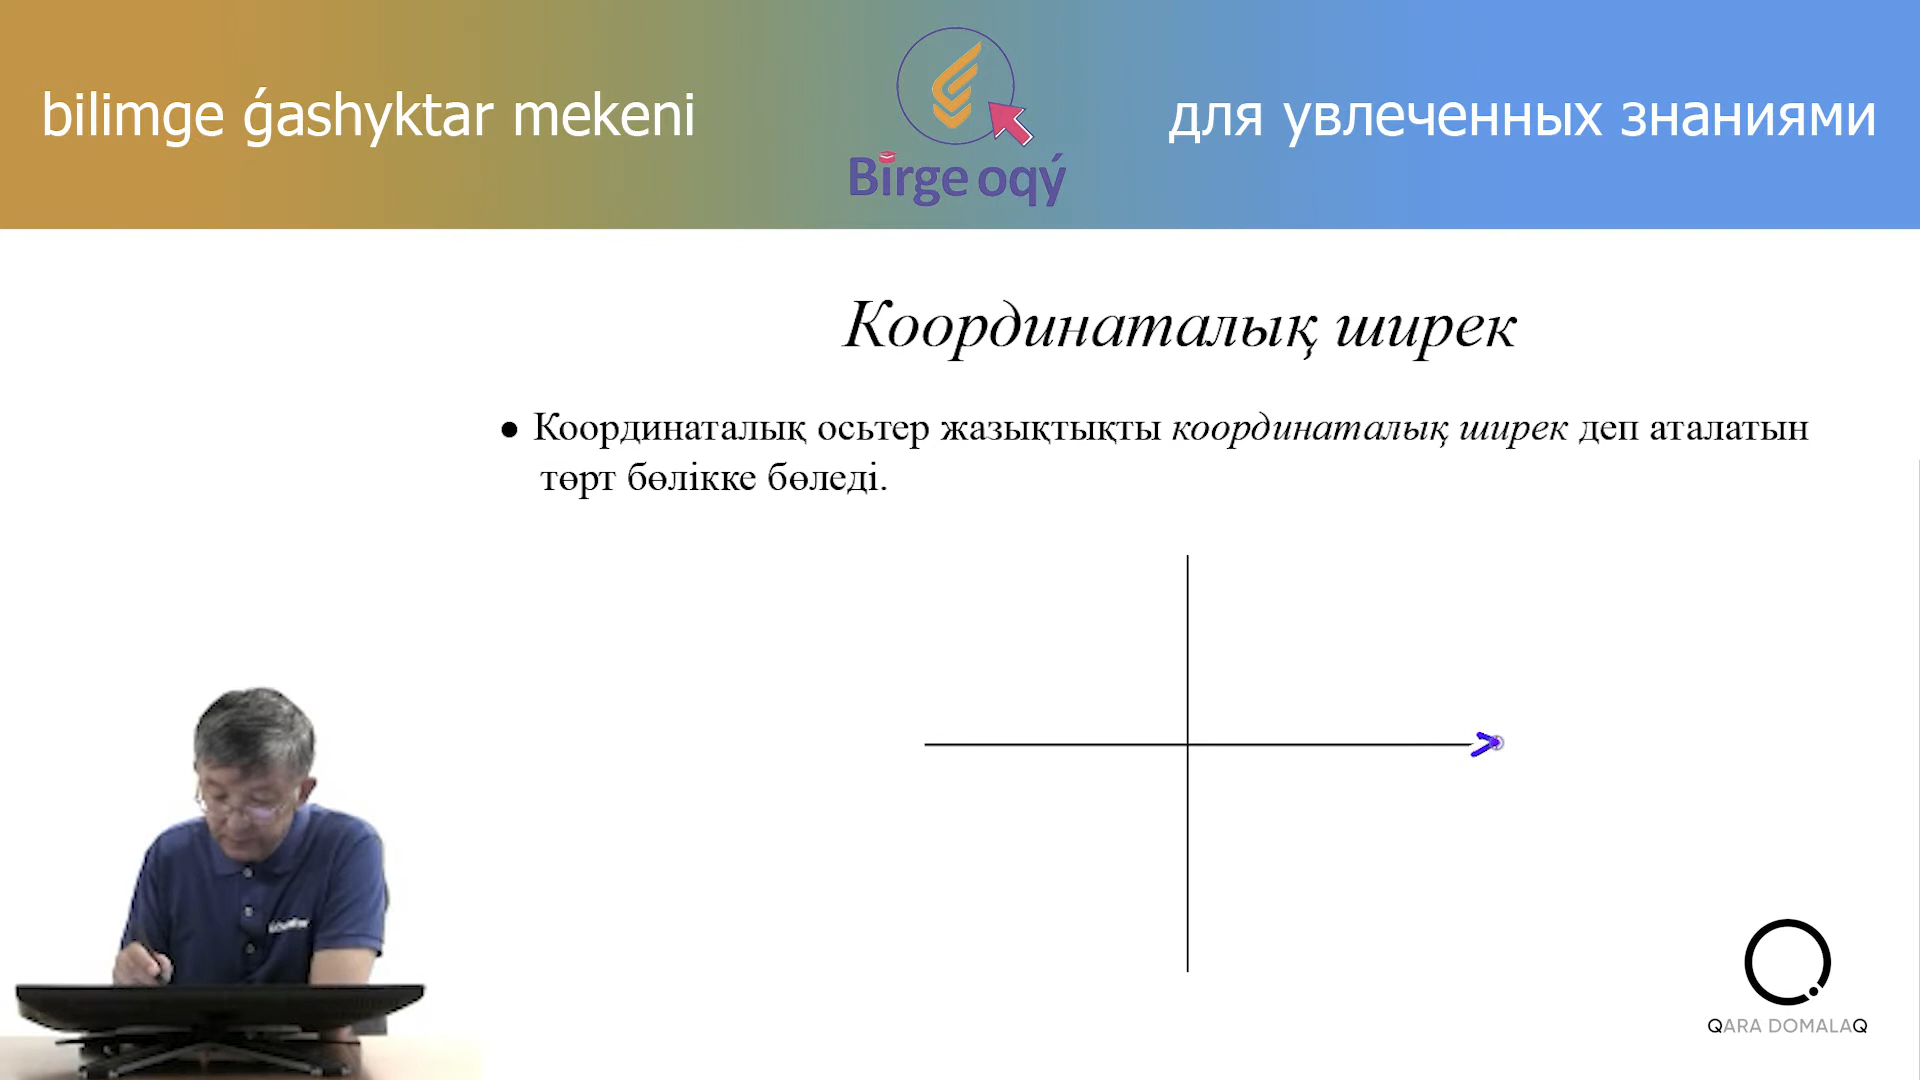 bilimge ǵashyktar mekeni
Birge oqý
для увлеченных знаниями
Координаталық ширек
• Координаталық осьтер жазықтықты координаталық ширек деп аталатын
төрт бөлікке бөледі.
QARA DOMALAQ